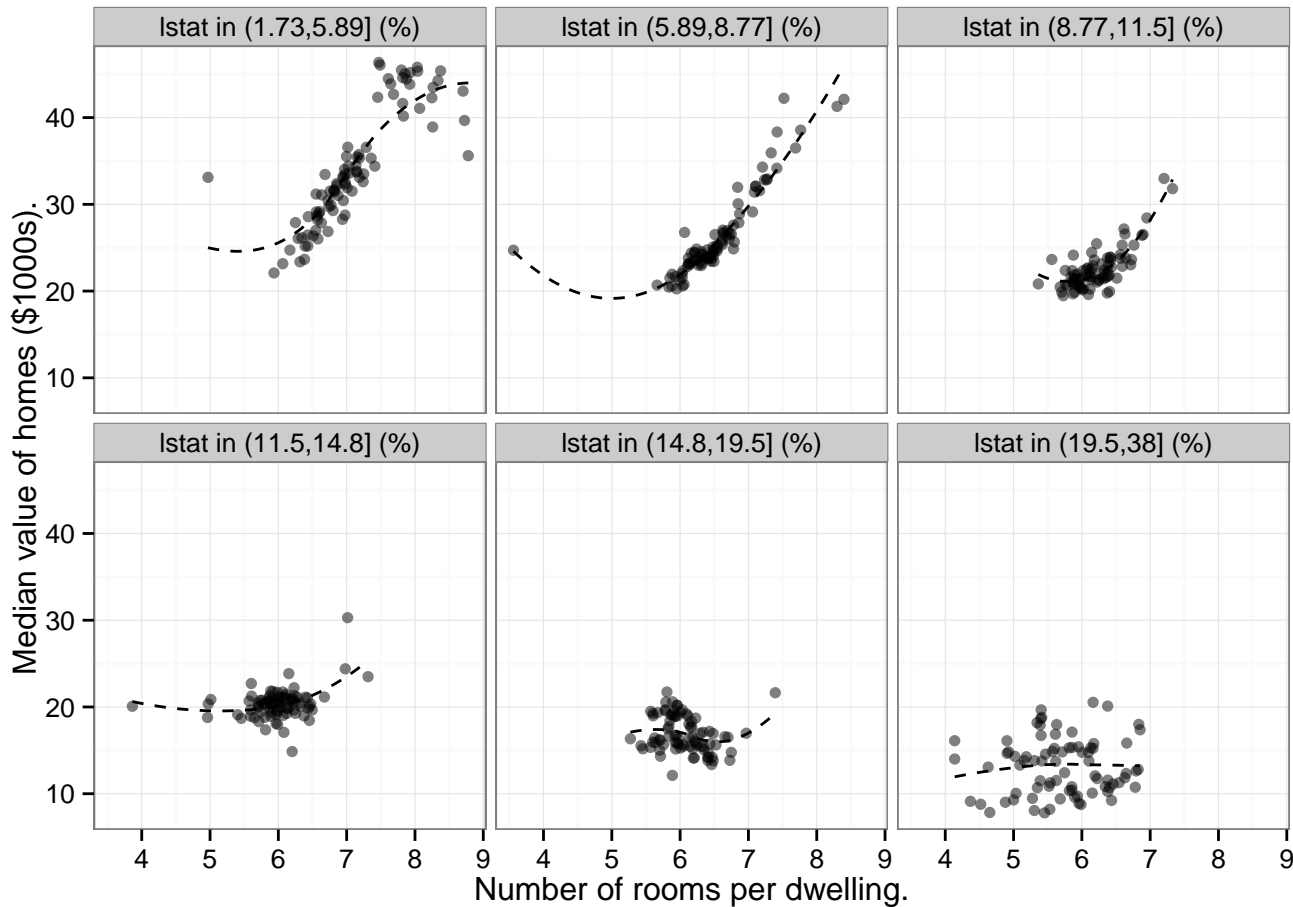 lstat in (1.73,5.89] (%)
lstat in (5.89,8.77] (%)
lstat in (8.77,11.5] (%)
40
30
20
10
lstat in (11.5,14.8] (%)
lstat in (14.8,19.5] (%)
lstat in (19.5,38] (%)
40
30
20
10
4 5 6 7 8 9
4 5 6 7 8 9
4 5 6 7 8 9
Number of rooms per dwelling.
Median value of homes ($1000s).